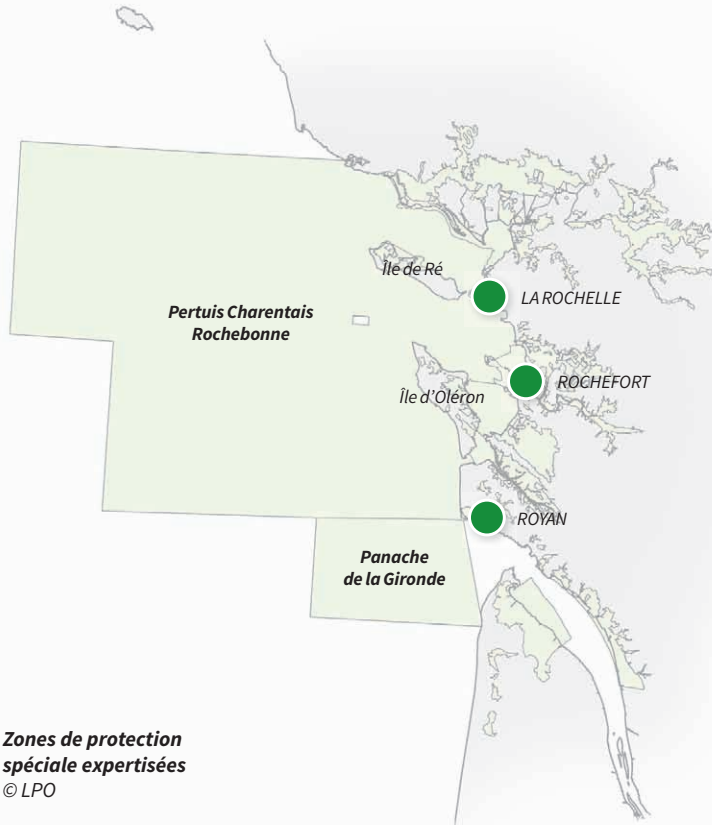 Île de Ré
LA ROCHELLE
Pertuis Charentais
Rochebonne
Île d'Oléron
ROCHEFORT
ROYAN
Panache
de la Gironde
Zones de protection
spéciale expertisées
© LPO